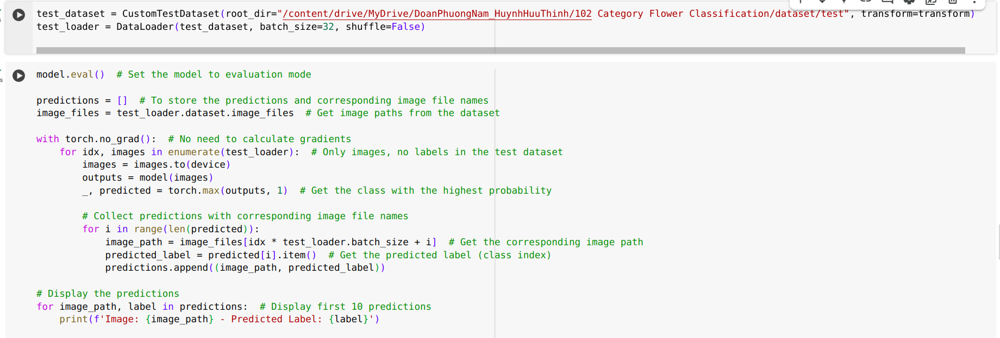 test_dataset = CustomTestDataset(root_dir="/content/drive/MyDrive/DoanPhuongNam_HuynhHuuThinh/102 Category Flower Classification/dataset/test", transform=transform)
test_loader = DataLoader(test_dataset, batch_size=32, shuffle=False)
model.eval()  # Set the model to evaluation mode
predictions = []  # To store the predictions and corresponding image file names
image_files = test_loader.dataset.image_files  # Get image paths from the dataset
with torch.no_grad():  # No need to calculate gradients
    for idx, images in enumerate(test_loader):  # Only images, no labels in the test dataset
        images = images.to(device)
        outputs = model(images)
        _, predicted = torch.max(outputs, 1)  # Get the class with the highest probability
        # Collect predictions with corresponding image file names
        for i in range(len(predicted)):
            image_path = image_files[idx * test_loader.batch_size + i]  # Get the corresponding image path
            predicted_label = predicted[i].item()  # Get the predicted label (class index)
            predictions.append((image_path, predicted_label))
# Display the predictions
for image_path, label in predictions:  # Display first 10 predictions
    print(f'Image: {image_path} - Predicted Label: {label}')